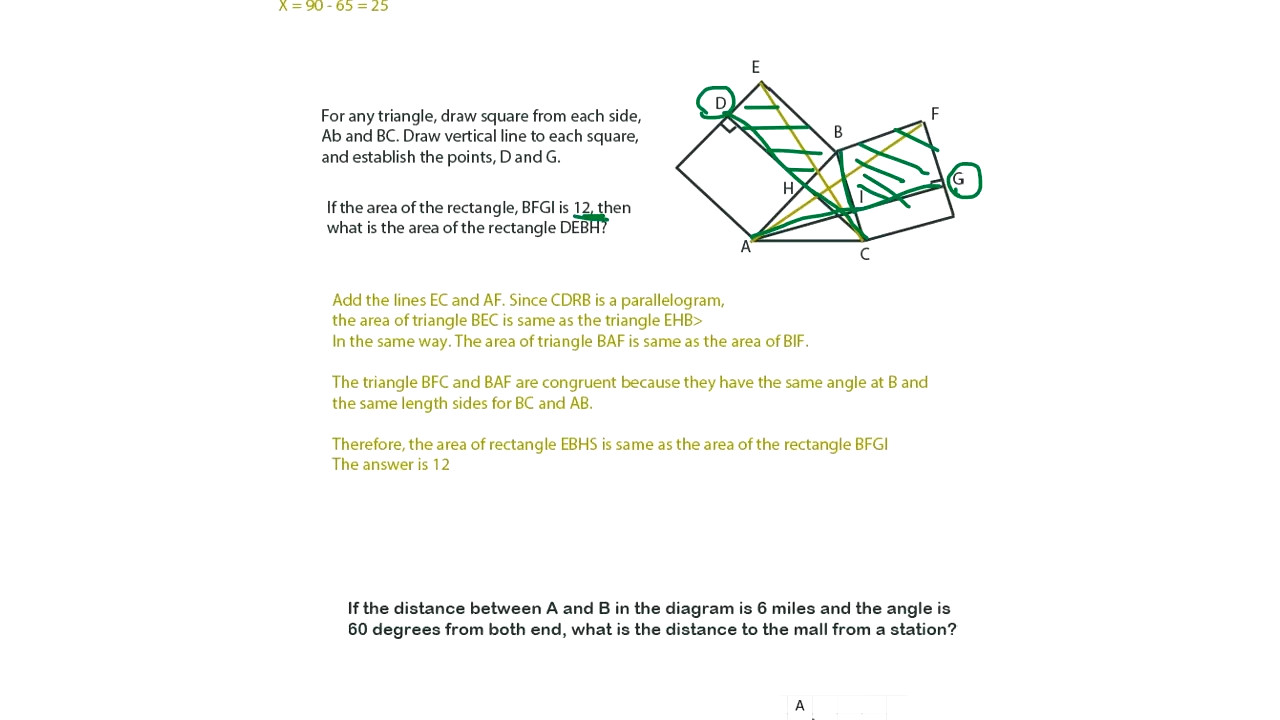 X = 90 - 65 = 25
E
D
F
B
G
H
I
A
C
For any triangle, draw square from each side,
Ab and BC. Draw vertical line to each square,
and establish the points, D and G.
If the area of the rectangle, BFGI is 12, then
what is the area of the rectangle DEBH?
Add the lines EC and AF. Since CDRB is a parallelogram,
the area of triangle BEC is same as the triangle EHB>
In the same way. The area of triangle BAF is same as the area of BIF.
The triangle BFC and BAF are congruent because they have the same angle at B and
the same length sides for BC and AB.
Therefore, the area of rectangle EBHS is same as the area of the rectangle BFGI
The answer is 12
If the distance between A and B in the diagram is 6 miles and the angle is
60 degrees from both end, what is the distance to the mall from a station?
A